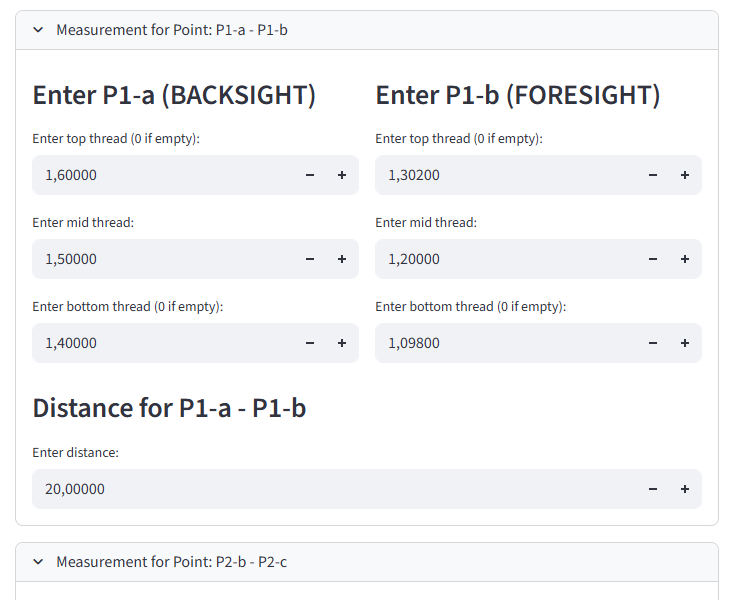 Measurement for Point: P1-a - P1-b
Enter P1-a (BACKSIGHT)
Enter top thread (0 if empty):
1,60000
Enter mid thread:
1,50000
Enter bottom thread (0 if empty):
1,40000
Enter P1-b (FORESIGHT)
Enter top thread (0 if empty):
1,30200
Enter mid thread:
1,20000
Enter bottom thread (0 if empty):
1,09800
Distance for P1-a - P1-b
Enter distance:
20,00000
Measurement for Point: P2-b - P2-c